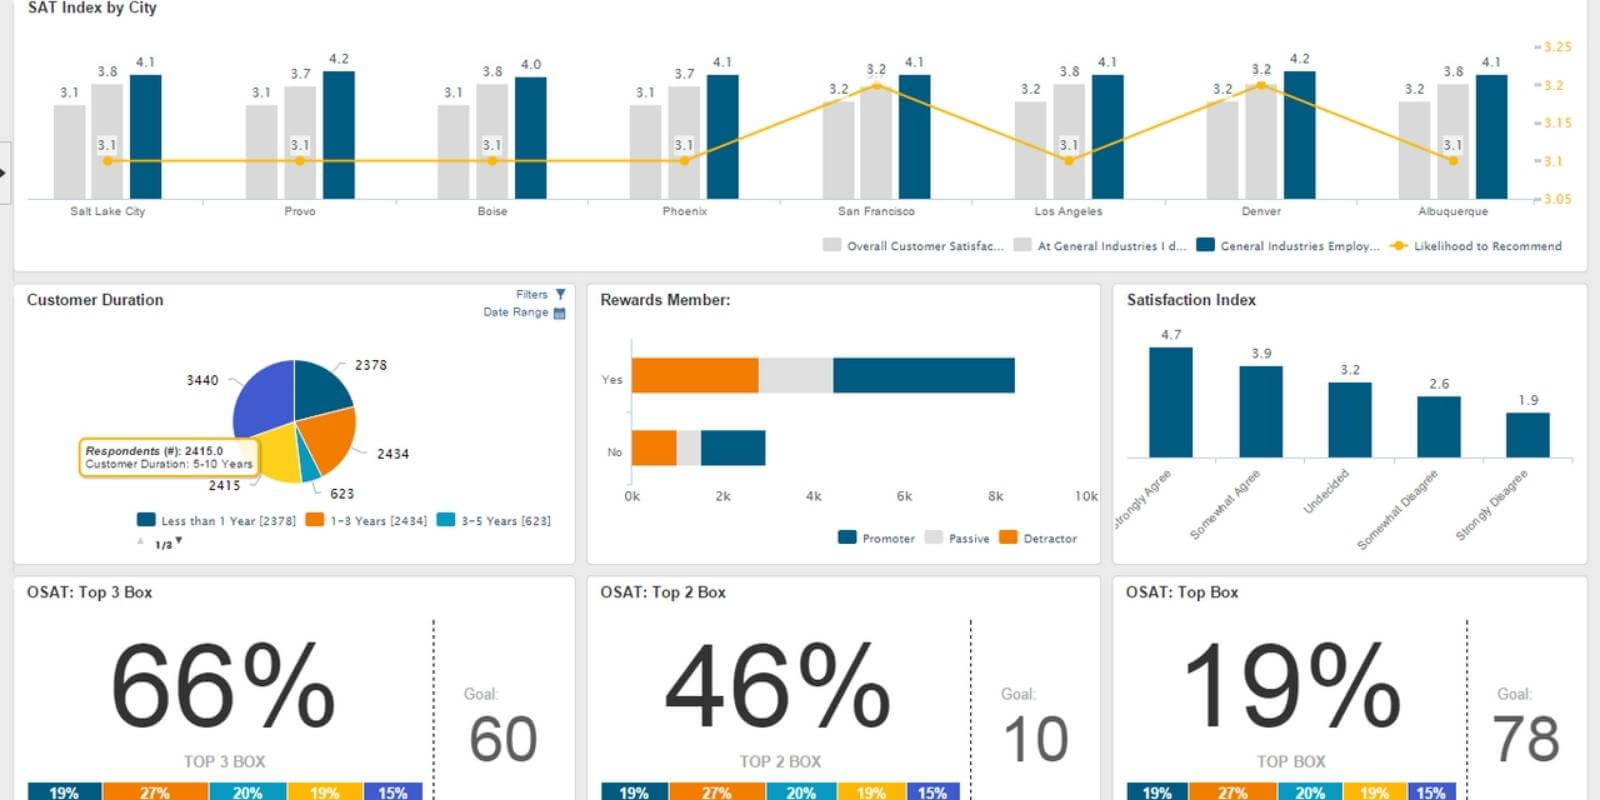 SAT Index by City
3.1 3.8 4.1 3.1 3.7 4.2 3.1 3.8 4.0 3.1 3.7 4.1 3.2 3.2 4.1 3.2 3.8 4.1 3.2 3.2 4.2 3.2 3.8 4.1
3.1 3.1 3.1 3.1 3.1 3.1
3.25
3.2
3.15
3.1
3.05
Salt Lake City Provo Boise Phoenix San Francisco Los Angeles Denver Albuquerque
Overall Customer Satisfac... At General Industries I d... General Industries Employ... Likelihood to Recommend
Customer Duration
Filters
Date Range
3440
2378
2434
623
2415
Respondents (#): 2415.0
Customer Duration: 5-10 Years
Less than 1 Year [2378] 1-3 Years [2434] 3-5 Years [623]
1/3
Rewards Member:
Yes
No
0k 2k 4k 6k 8k 10k
Promoter Passive Detractor
Satisfaction Index
4.7 3.9 3.2 2.6 1.9
trongly Agree
Somewhat Agree
Undecided
Somewhat Disagree
Strongly Disagree
OSAT: Top 3 Box
66%
TOP 3 BOX
Goal:
60
19% 27% 20% 19% 15%
OSAT: Top 2 Box
46%
TOP 2 BOX
Goal:
10
19% 27% 20% 19% 15%
OSAT: Top Box
19%
TOP BOX
Goal:
78
19% 27% 20% 19% 15%